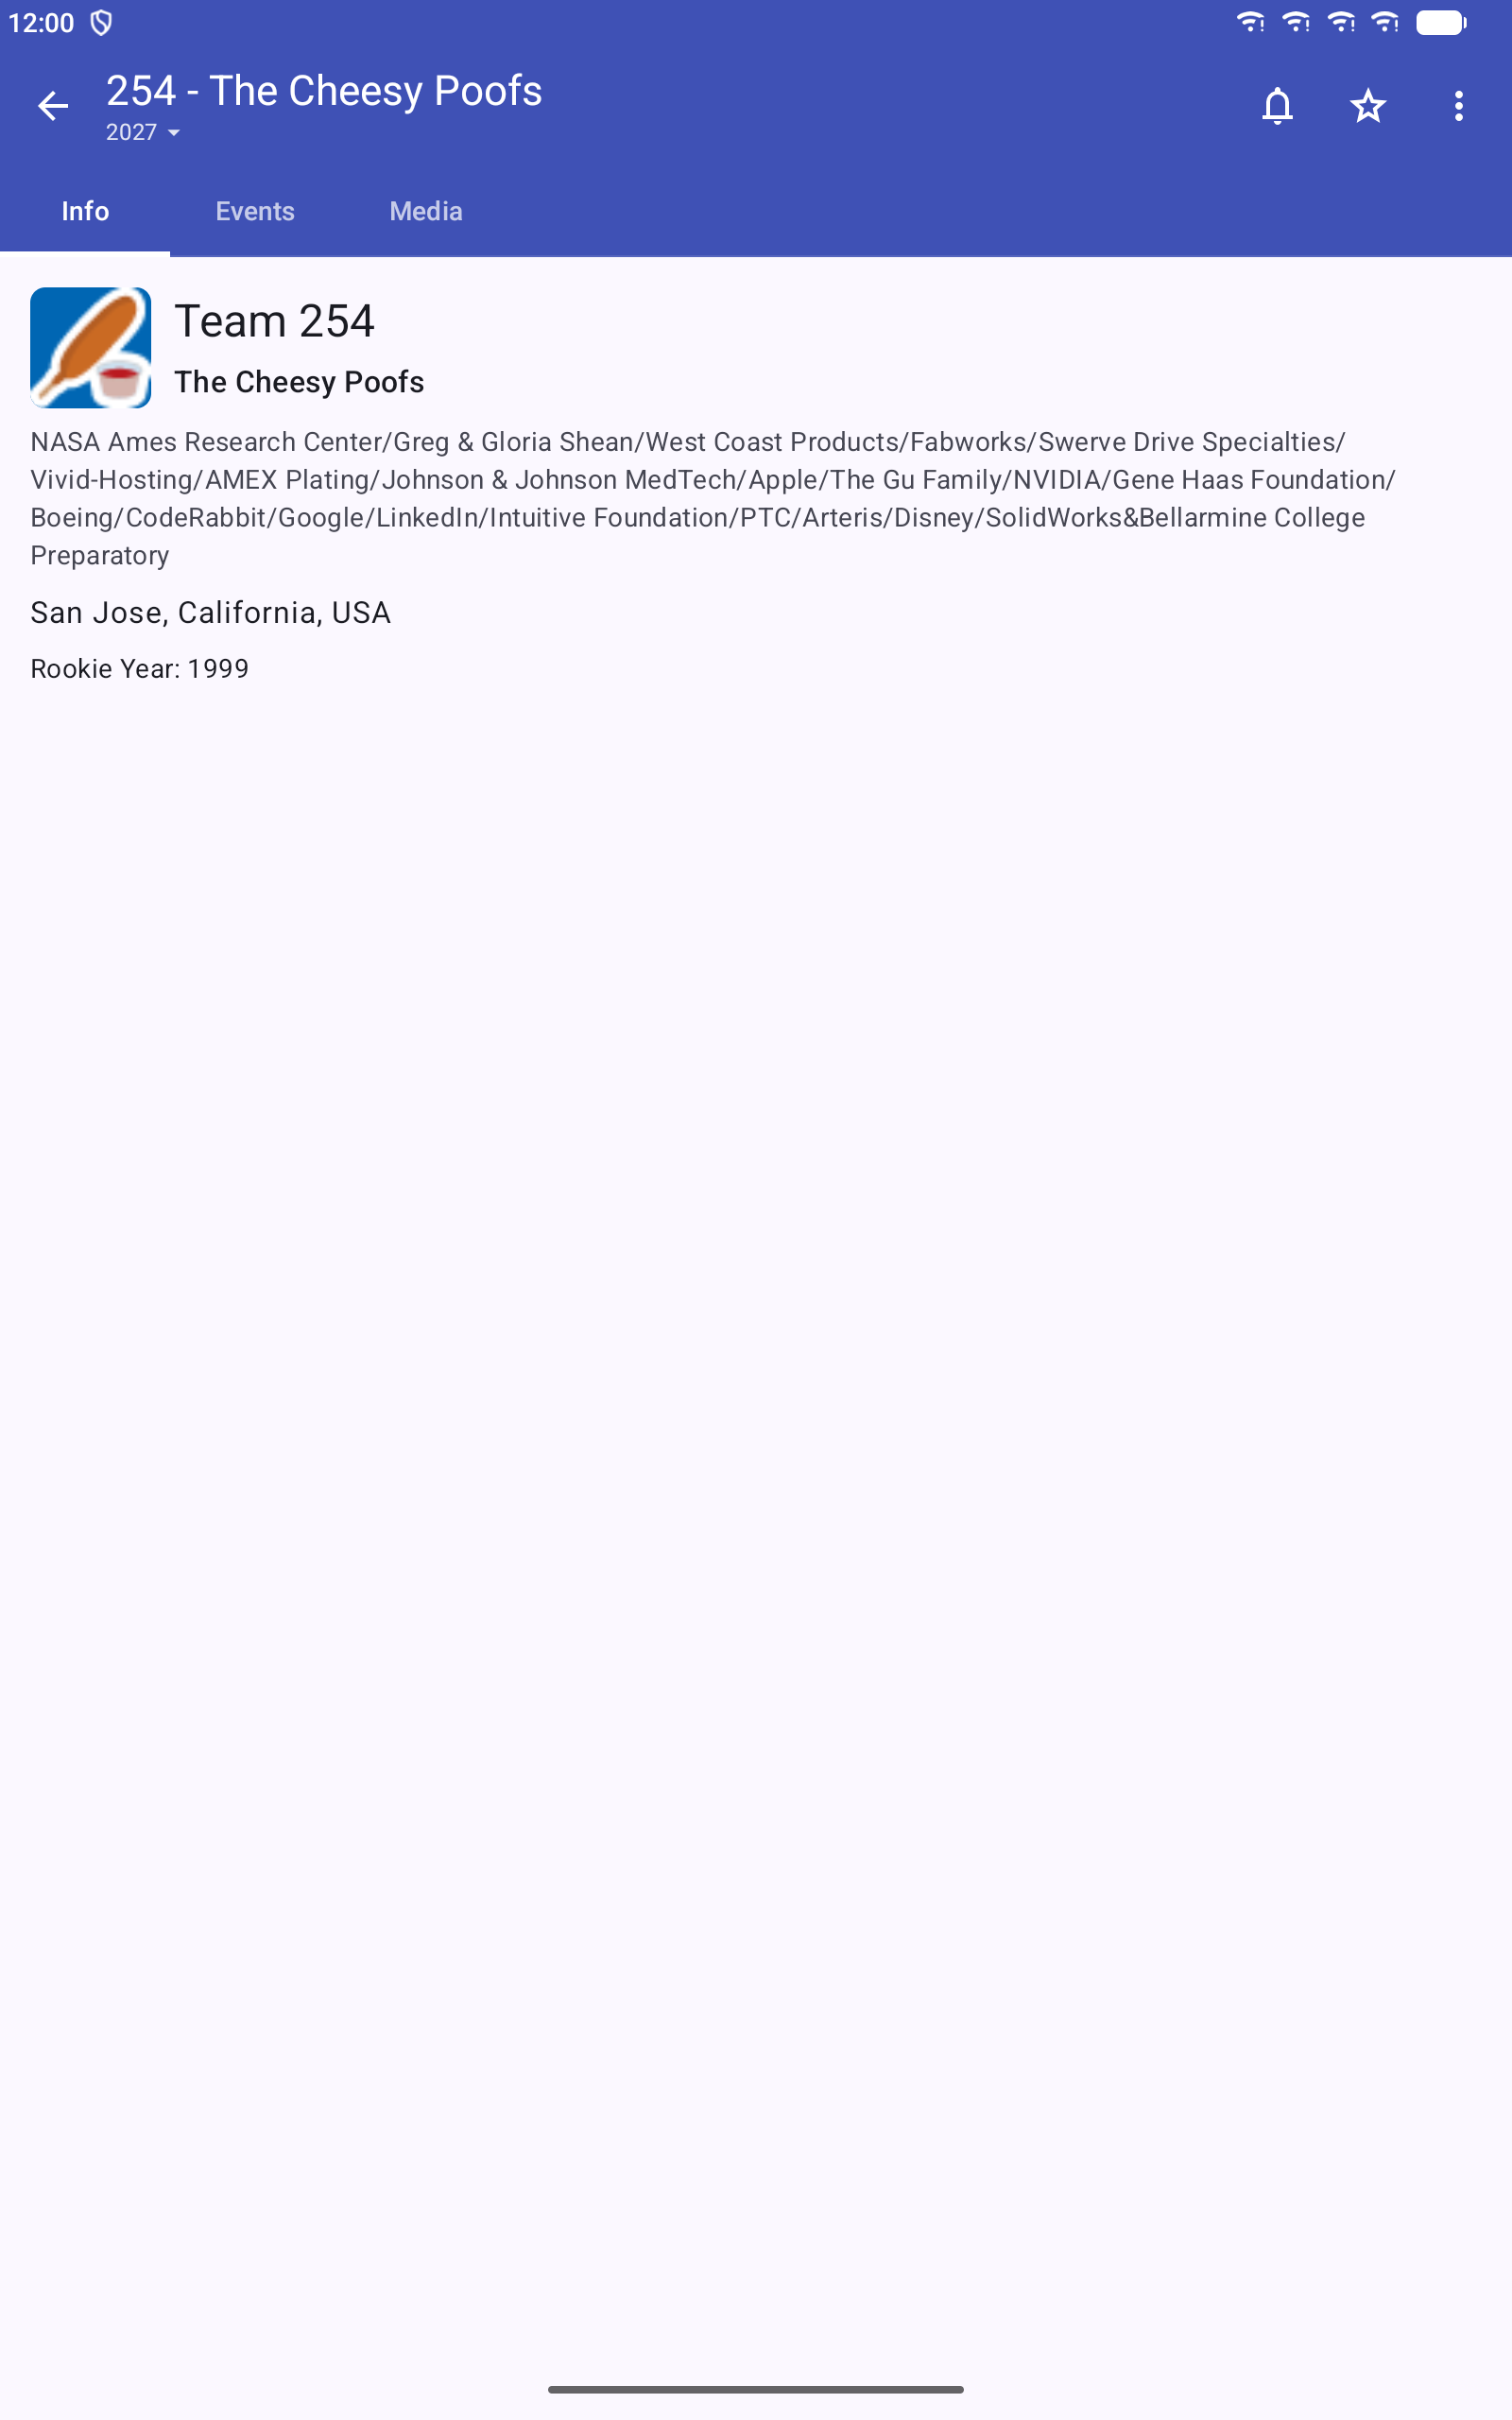 12:00
254 - The Cheesy Poofs
2027
Info
Events
Media
Team 254
The Cheesy Poofs
NASA Ames Research Center/Greg & Gloria Shean/West Coast Products/Fabworks/Swerve Drive Specialties/
Vivid-Hosting/AMEX Plating/Johnson & Johnson MedTech/Apple/The Gu Family/NVIDIA/Gene Haas Foundation/
Boeing/CodeRabbit/Google/LinkedIn/Intuitive Foundation/PTC/Arteris/Disney/SolidWorks&Bellarmine College
Preparatory
San Jose, California, USA
Rookie Year: 1999